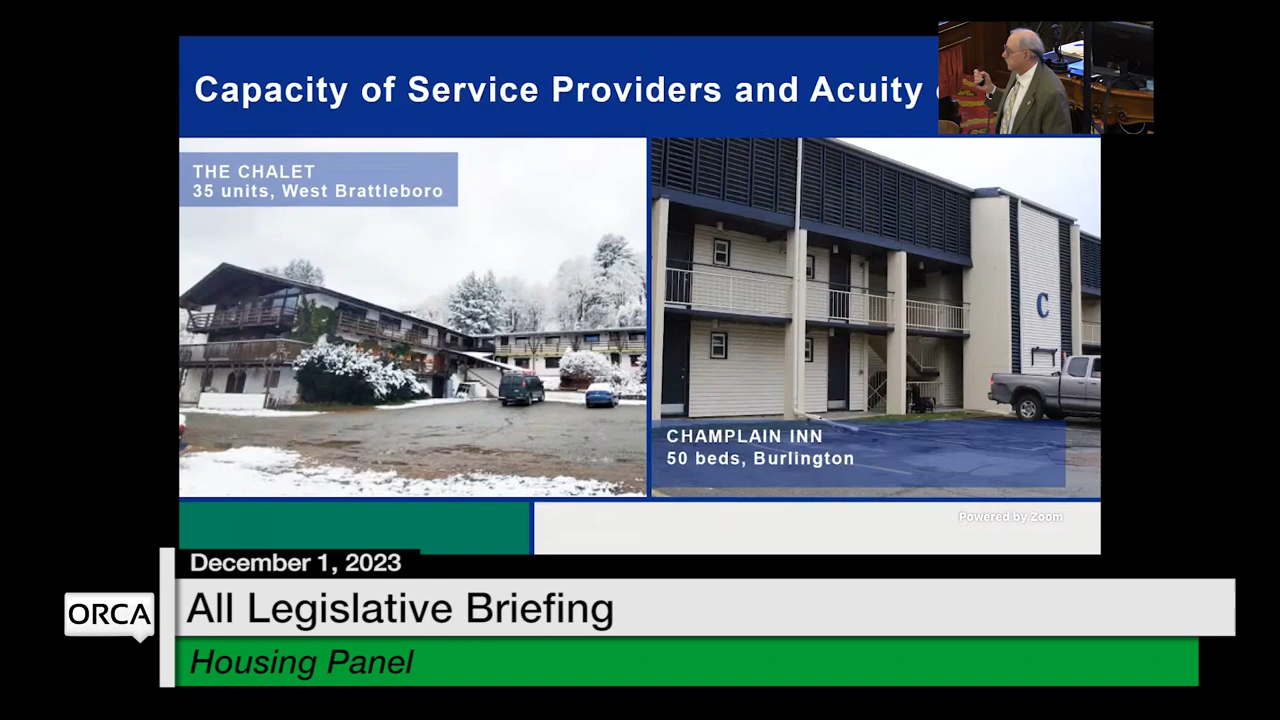 Capacity of Service Providers and Acuity
THE CHALET
35 units, West Brattleboro
C
CHAMPLAIN INN
50 beds, Burlington
Powered by Zoom
December 1, 2023
ORCA
All Legislative Briefing
Housing Panel